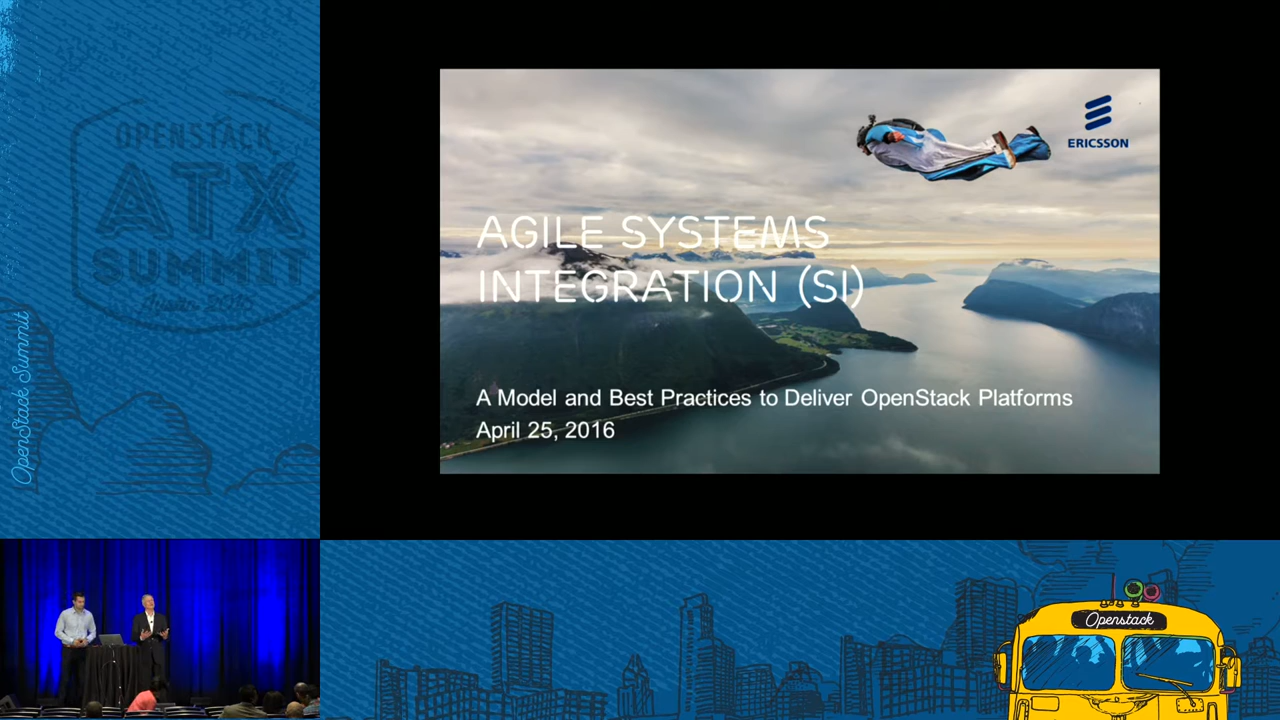 OPENSTACK
ATX
SUMMIT
OpenStack Summit
ERICSSON
AGILE SYSTEMS
INTEGRATION (SI)
A Model and Best Practices to Deliver OpenStack Platforms
April 25, 2016
Openstack